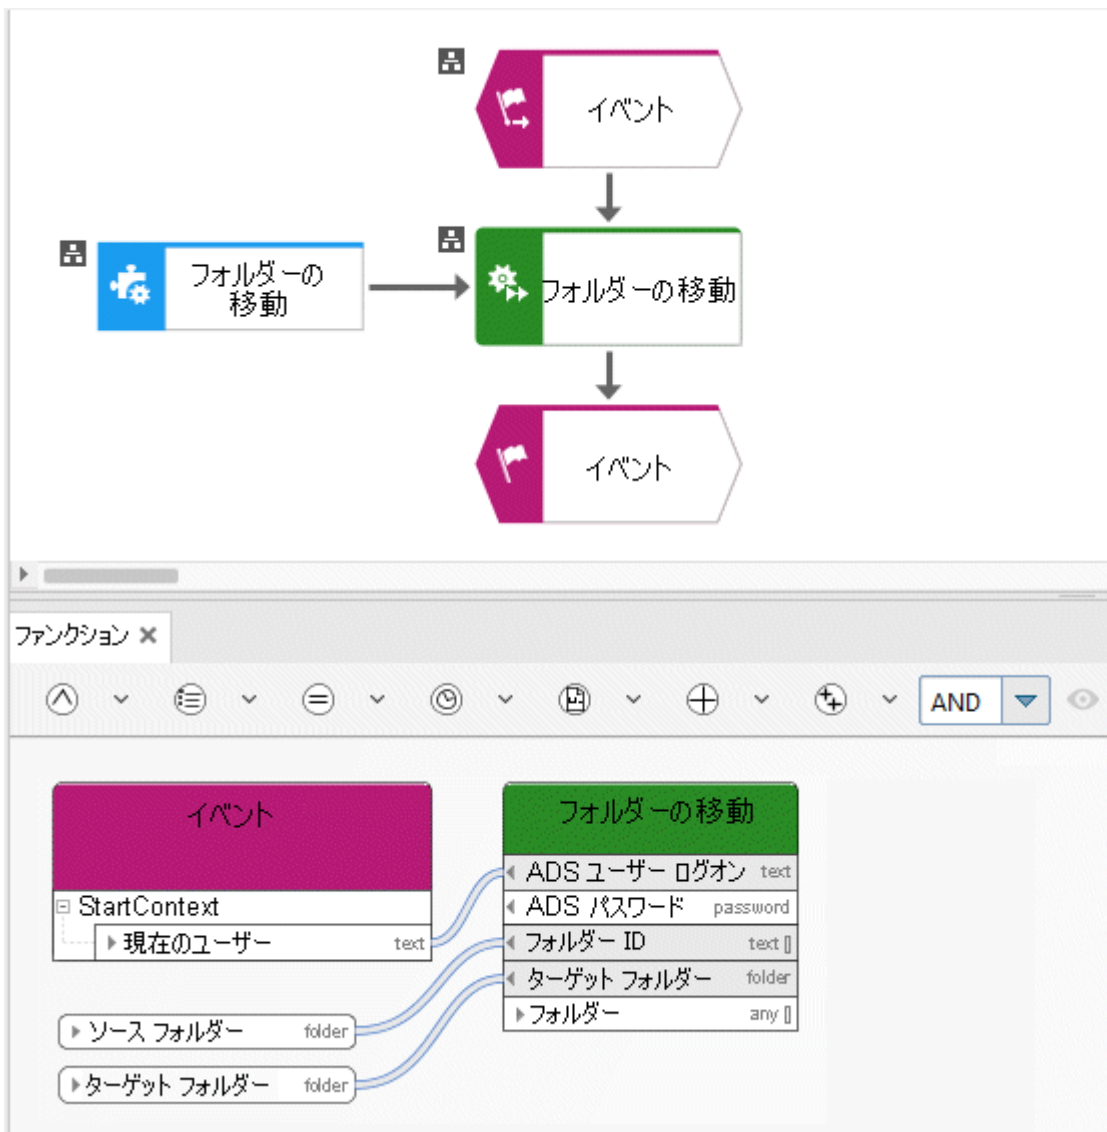 イベント
フォルダーの
移動
フォルダーの移動
イベント
ファンクション
AND
イベント
StartContext
現在のユーザー text
フォルダーの移動
ADS ユーザー ログオン text
ADS パスワード password
フォルダー ID text []
ターゲット フォルダー folder
フォルダー any []
ソース フォルダー folder
ターゲット フォルダー folder